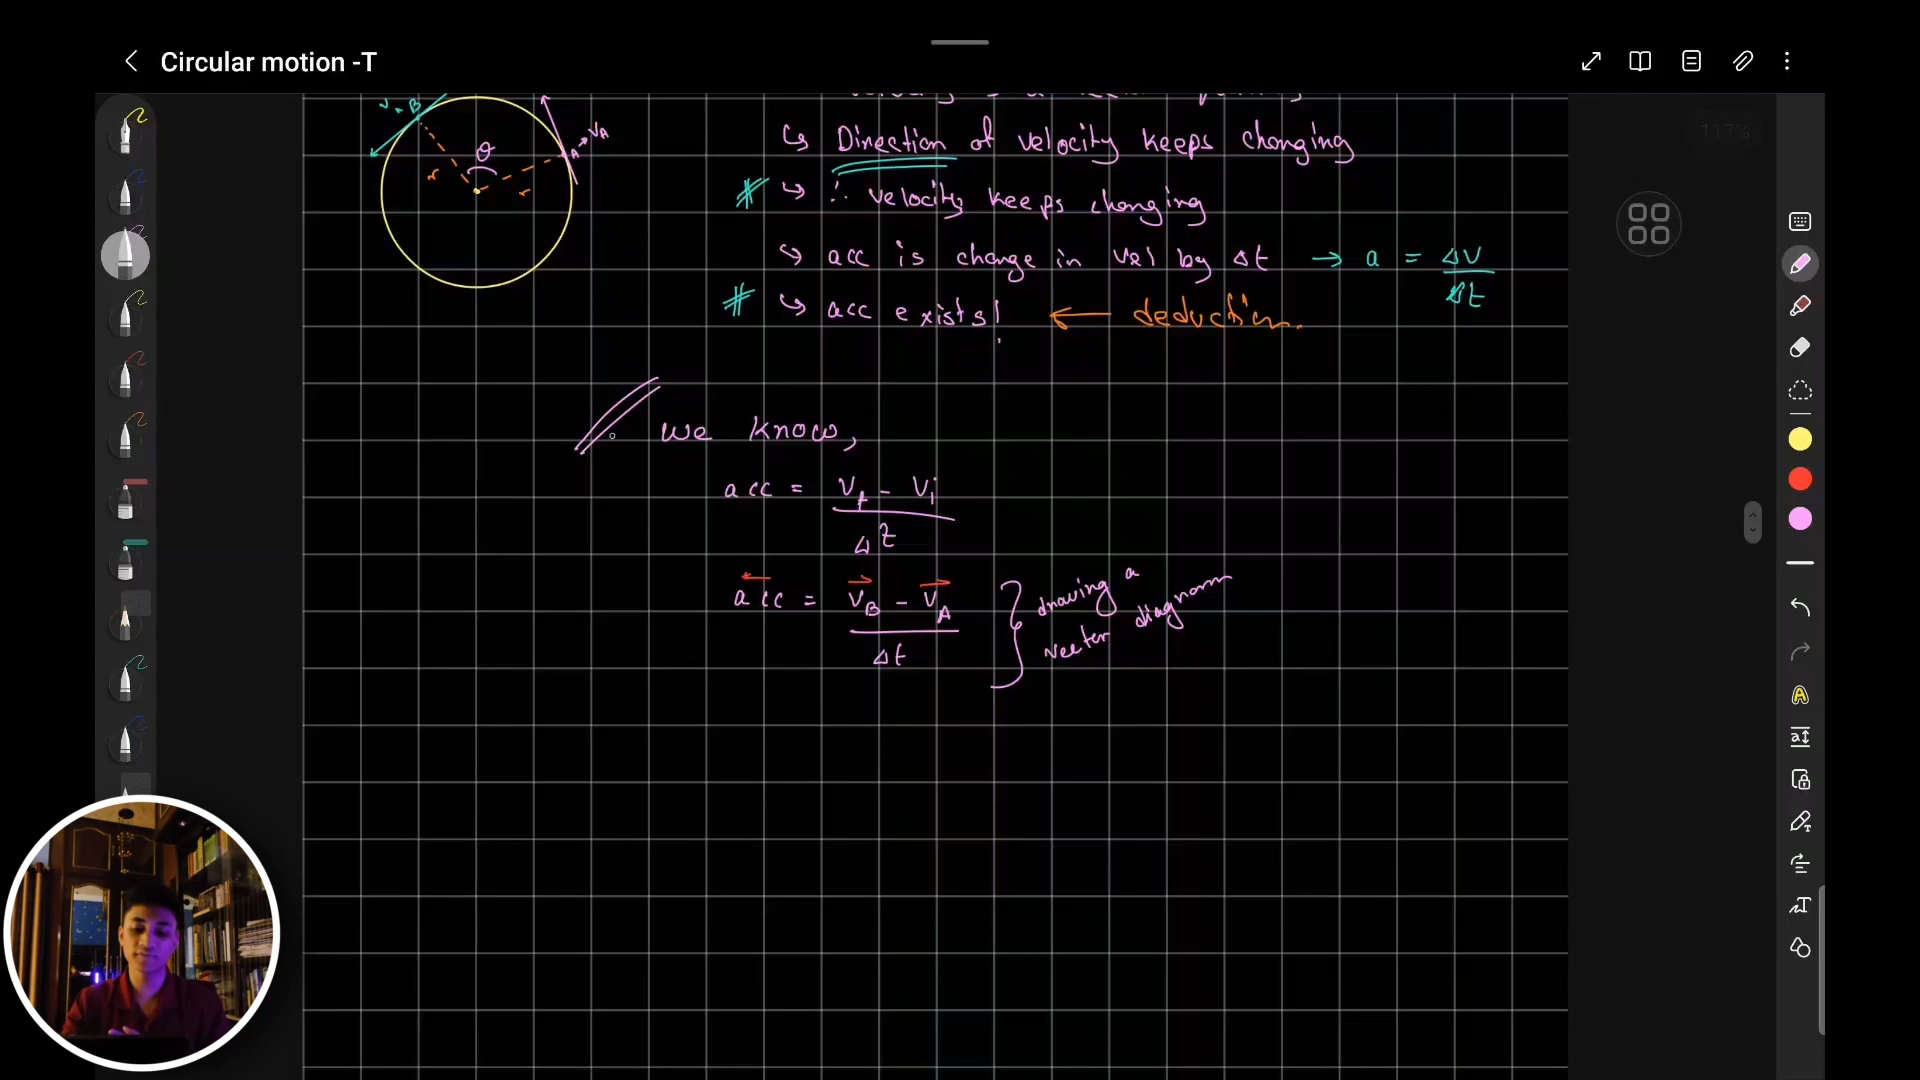 Circular motion -T
117%
↳ Direction of velocity keeps changing
# ↳ ∴ velocity keeps changing
↳ acc is change in vel by Δt → a = ΔV / Δt
# ↳ acc exists! ← deduction.
B
VA
A
θ
r
r
we know,
acc = Vf - Vi / Δt
acc = VB - VA / Δt } drawing a
vector diagram